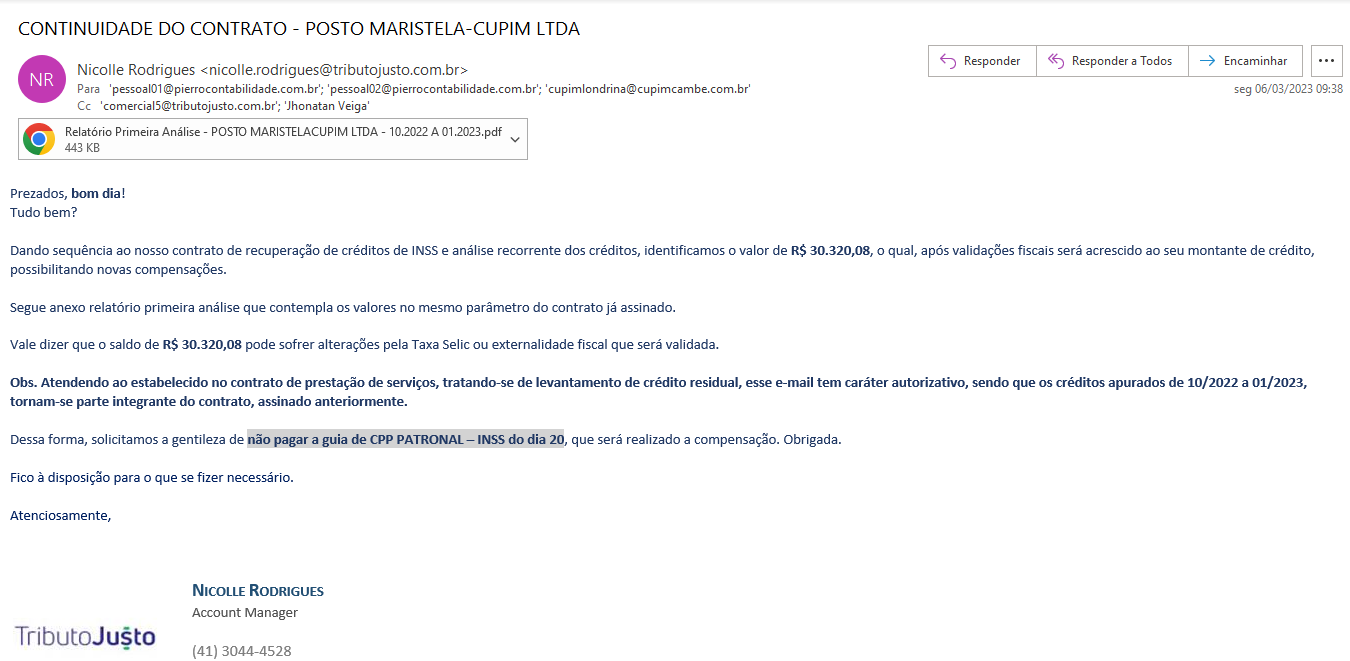 CONTINUIDADE DO CONTRATO - POSTO MARISTELA-CUPIM LTDA
NR
Nicolle Rodrigues <nicolle.rodrigues@tributojusto.com.br>
Para 'pessoal01@pierrocontabilidade.com.br'; 'pessoal02@pierrocontabilidade.com.br'; 'cupimlondrina@cupimcambe.com.br'
Cc 'comercial5@tributojusto.com.br'; 'Jhonatan Veiga'
Responder
Responder a Todos
Encaminhar
seg 06/03/2023 09:38
Relatório Primeira Análise - POSTO MARISTELACUPIM LTDA - 10.2022 A 01.2023.pdf
443 KB
Prezados, bom dia!
Tudo bem?
Dando sequência ao nosso contrato de recuperação de créditos de INSS e análise recorrente dos créditos, identificamos o valor de R$ 30.320,08, o qual, após validações fiscais será acrescido ao seu montante de crédito,
possibilitando novas compensações.
Segue anexo relatório primeira análise que contempla os valores no mesmo parâmetro do contrato já assinado.
Vale dizer que o saldo de R$ 30.320,08 pode sofrer alterações pela Taxa Selic ou externalidade fiscal que será validada.
Obs. Atendendo ao estabelecido no contrato de prestação de serviços, tratando-se de levantamento de crédito residual, esse e-mail tem caráter autorizativo, sendo que os créditos apurados de 10/2022 a 01/2023,
tornam-se parte integrante do contrato, assinado anteriormente.
Dessa forma, solicitamos a gentileza de não pagar a guia de CPP PATRONAL – INSS do dia 20, que será realizado a compensação. Obrigada.
Fico à disposição para o que se fizer necessário.
Atenciosamente,
NICOLLE RODRIGUES
Account Manager
TributoJusto
(41) 3044-4528